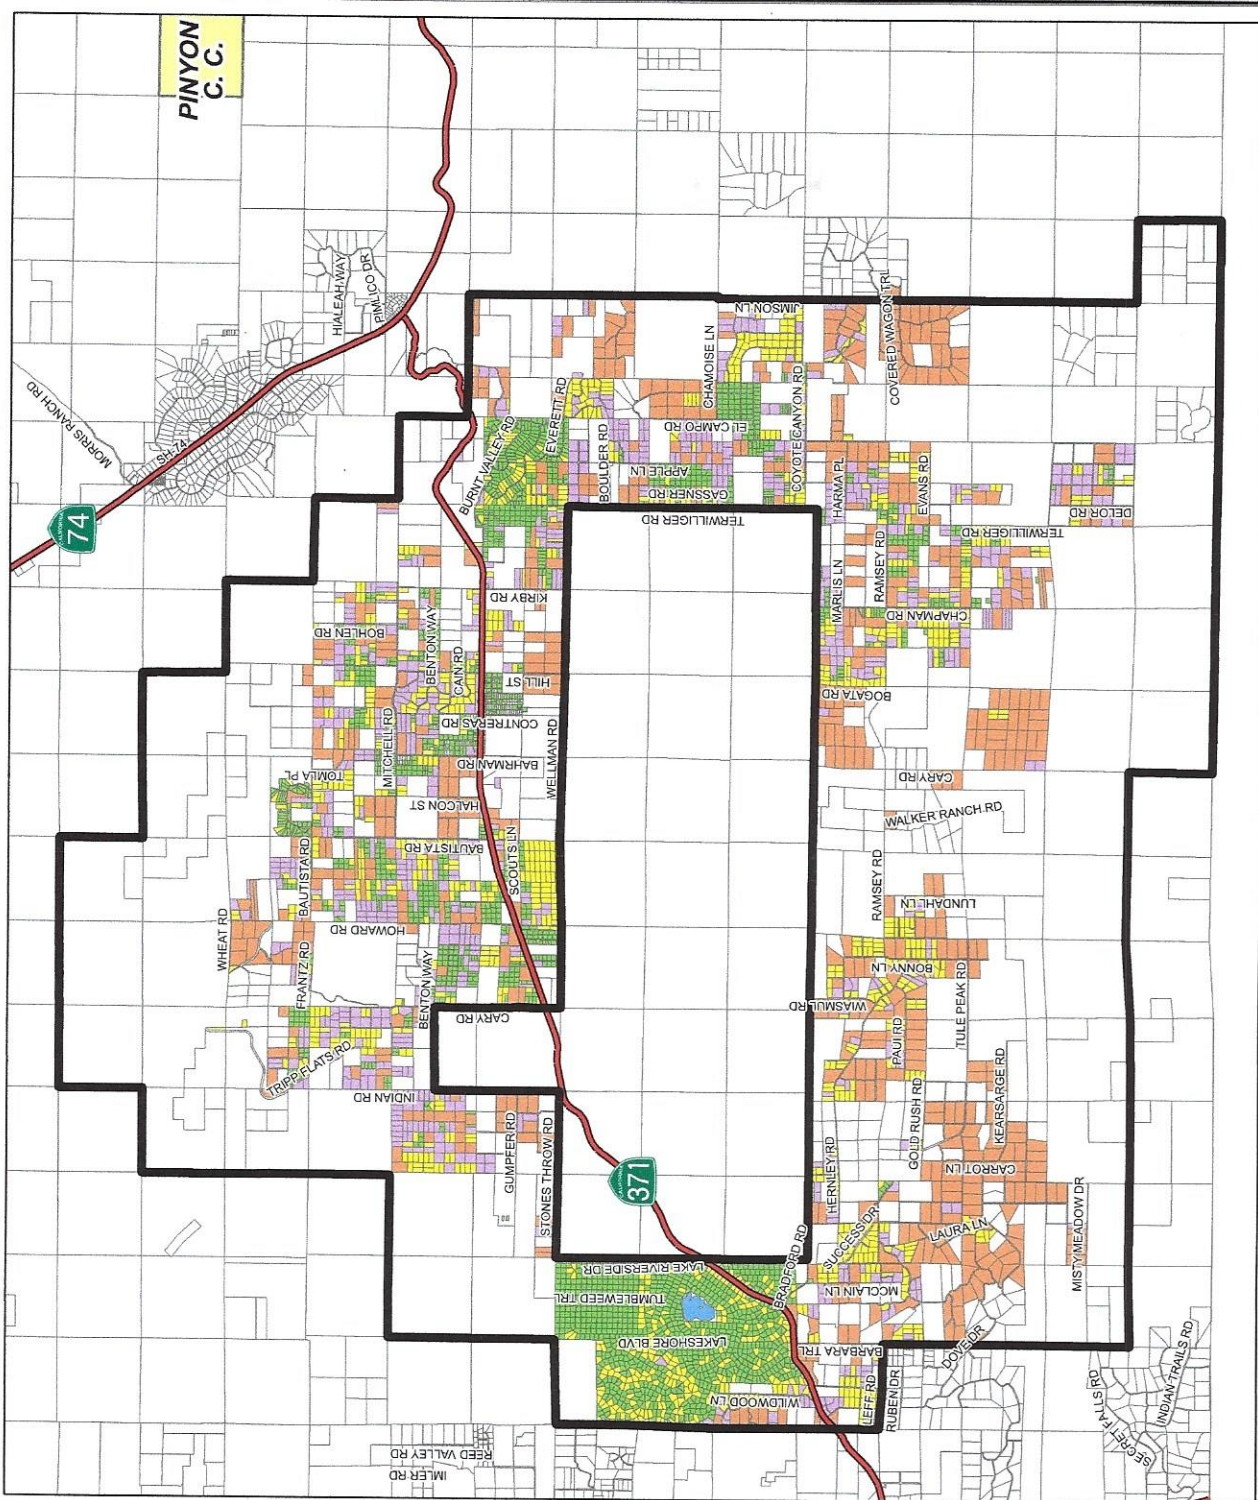 PINYON
C. C.
HIALEAH WAY
PIMLICO DR
MORRIS RANCH RD
SH-74
CALIFORNIA
74
COVERED WAGON TRL
JIMSON LN
CHAMOISE LN
COYOTE CANYON RD
EL CAMPO RD
EVERETT RD
BURNT VALLEY RD
BOULDER RD
APPLE LN
GASSNER RD
TERWILLIGER RD
HARMA PL
EVANS RD
DELOR RD
TERWILLIGER RD
MARLIS LN
RAMSEY RD
CHAPMAN RD
KIRBY RD
BOHLEN RD
BENTON WAY
CAIN RD
HILL ST
CONTRERAS RD
BOGATA RD
MITCHELL RD
BAHRMAN RD
WELLMAN RD
TOMLA PL
HALCON ST
CARY RD
WALKER RANCH RD
BAUTISTA RD
BAUTISTA RD
SCOUTS LN
RAMSEY RD
LUNDAHL LN
WHEAT RD
HOWARD RD
FRANTZ RD
BENTON WAY
BONNY LN
TULE PEAK RD
WIASMUL RD
CARY RD
PAUI RD
TRIPP FLATS RD
INDIAN RD
GOLD RUSH RD
KEARSARGE RD
GUMPFER RD
STONES THROW RD
CALIFORNIA
371
HERNLEY RD
CARROT LN
SUCCESS DR
LAURA LN
MISTY MEADOW DR
BRADFORD RD
LAKE RIVERSIDE DR
TUMBLEWEED TRL
MCCLAIN LN
LAKESHORE BLVD
BARBARA TRL
DOVE DR
WILDWOOD LN
LEFF RD
RUBEN DR
SECRET FALLS RD
INDIAN TRAILS RD
REED VALLEY RD
IMLER RD